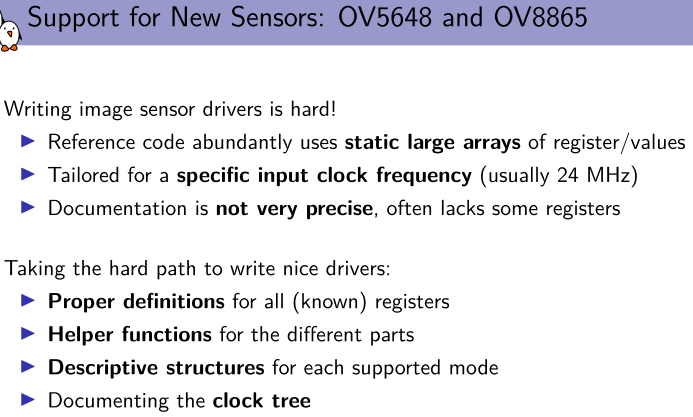 Support for New Sensors: OV5648 and OV8865
Writing image sensor drivers is hard!
Reference code abundantly uses static large arrays of register/values
Tailored for a specific input clock frequency (usually 24 MHz)
Documentation is not very precise, often lacks some registers
Taking the hard path to write nice drivers:
Proper definitions for all (known) registers
Helper functions for the different parts
Descriptive structures for each supported mode
Documenting the clock tree